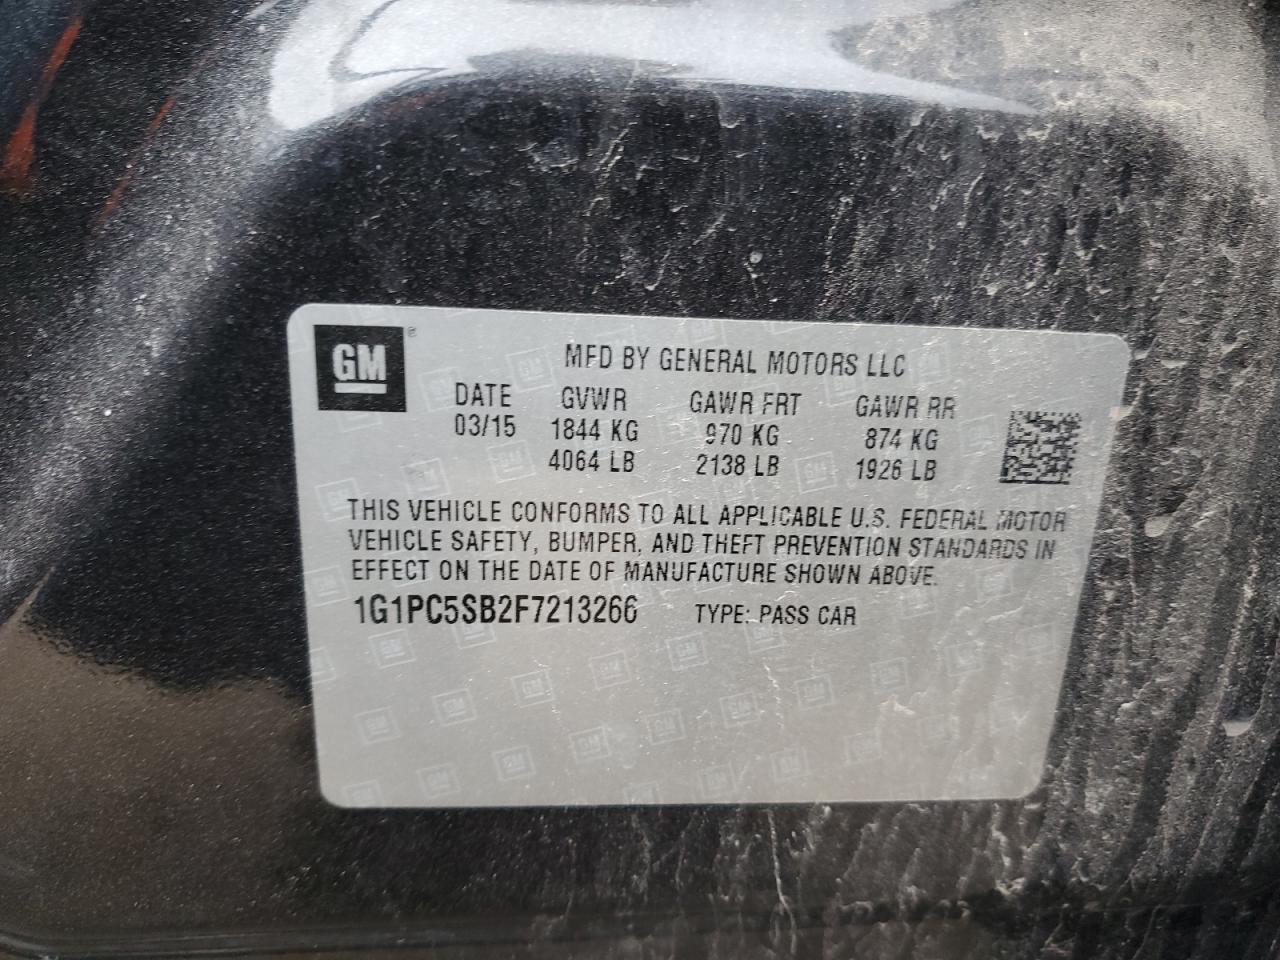 GM ®
MFD BY GENERAL MOTORS LLC
DATE GVWR GAWR FRT GAWR RR
03/15 1844 KG 970 KG 874 KG
4064 LB 2138 LB 1926 LB
THIS VEHICLE CONFORMS TO ALL APPLICABLE U.S. FEDERAL MOTOR
VEHICLE SAFETY, BUMPER, AND THEFT PREVENTION STANDARDS IN
EFFECT ON THE DATE OF MANUFACTURE SHOWN ABOVE.
1G1PC5SB2F7213266 TYPE: PASS CAR